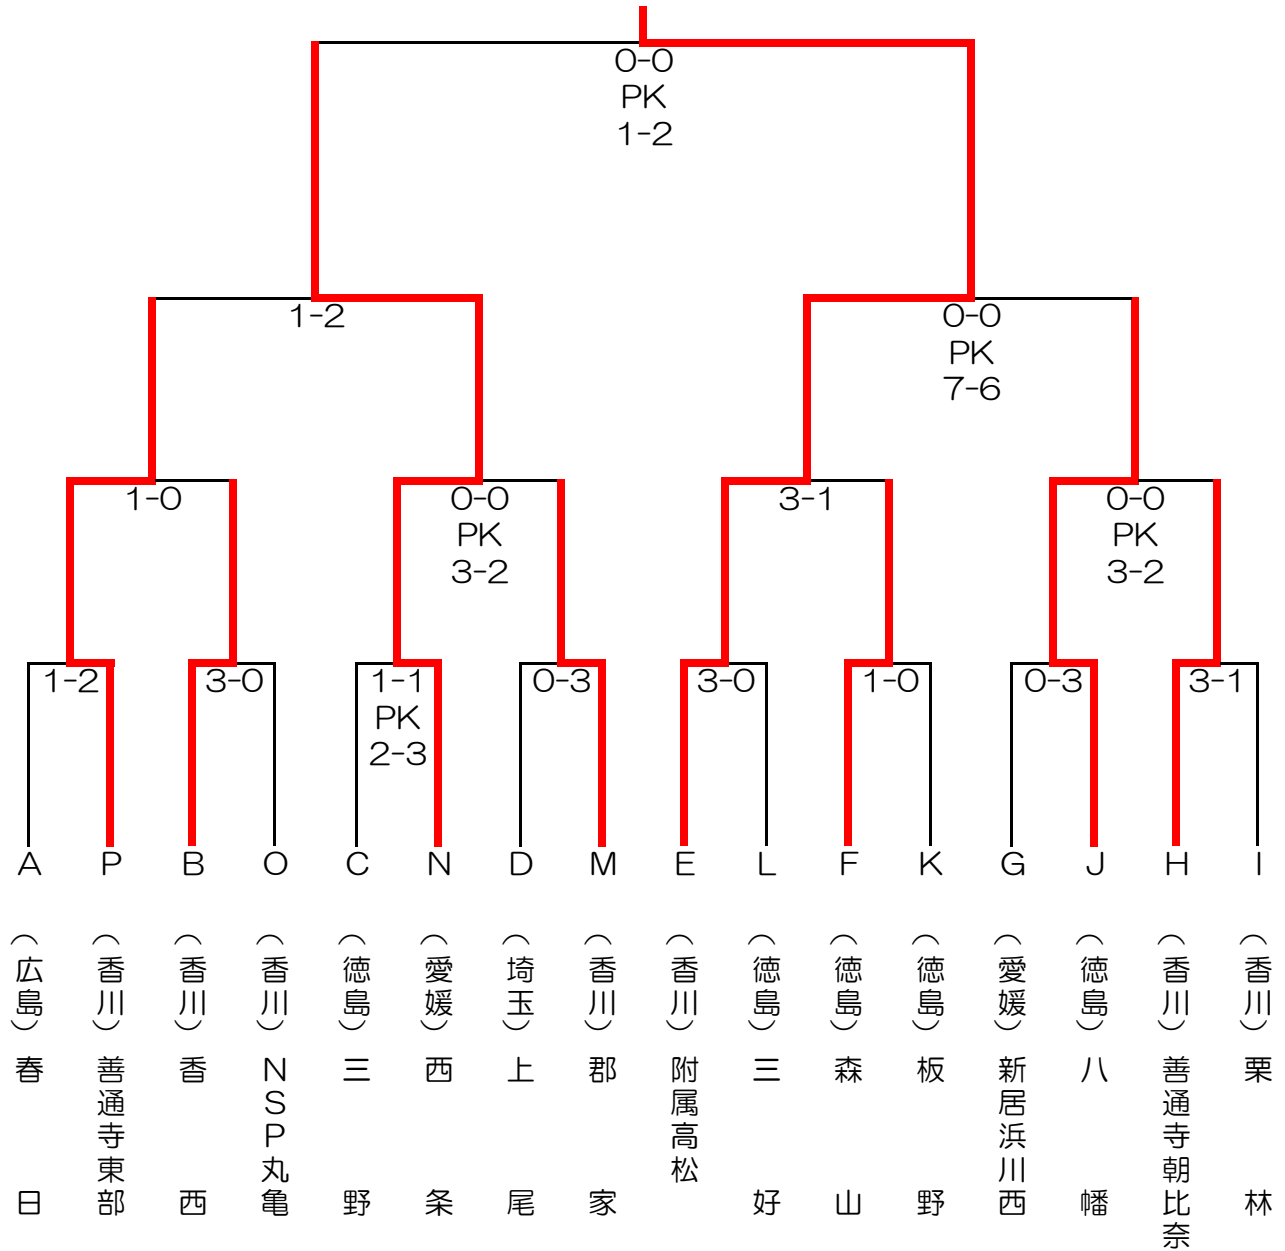 0-0
PK
1-2
1-2
0-0
PK
7-6
1-0
0-0
PK
3-2
3-1
0-0
PK
3-2
1-2
3-0
1-1
PK
2-3
0-3
3-0
1-0
0-3
3-1
A
P
B
O
C
N
D
M
E
L
F
K
G
J
H
I
(広島)春日
(香川)善通寺東部
(香川)香西
(香川)NSP丸亀
(徳島)三野
(愛媛)西条
(埼玉)上尾
(香川)郡家
(香川)附属高松
(徳島)三好
(徳島)森山
(徳島)板野
(愛媛)新居浜川西
(徳島)八幡
(香川)善通寺朝比奈
(香川)栗林